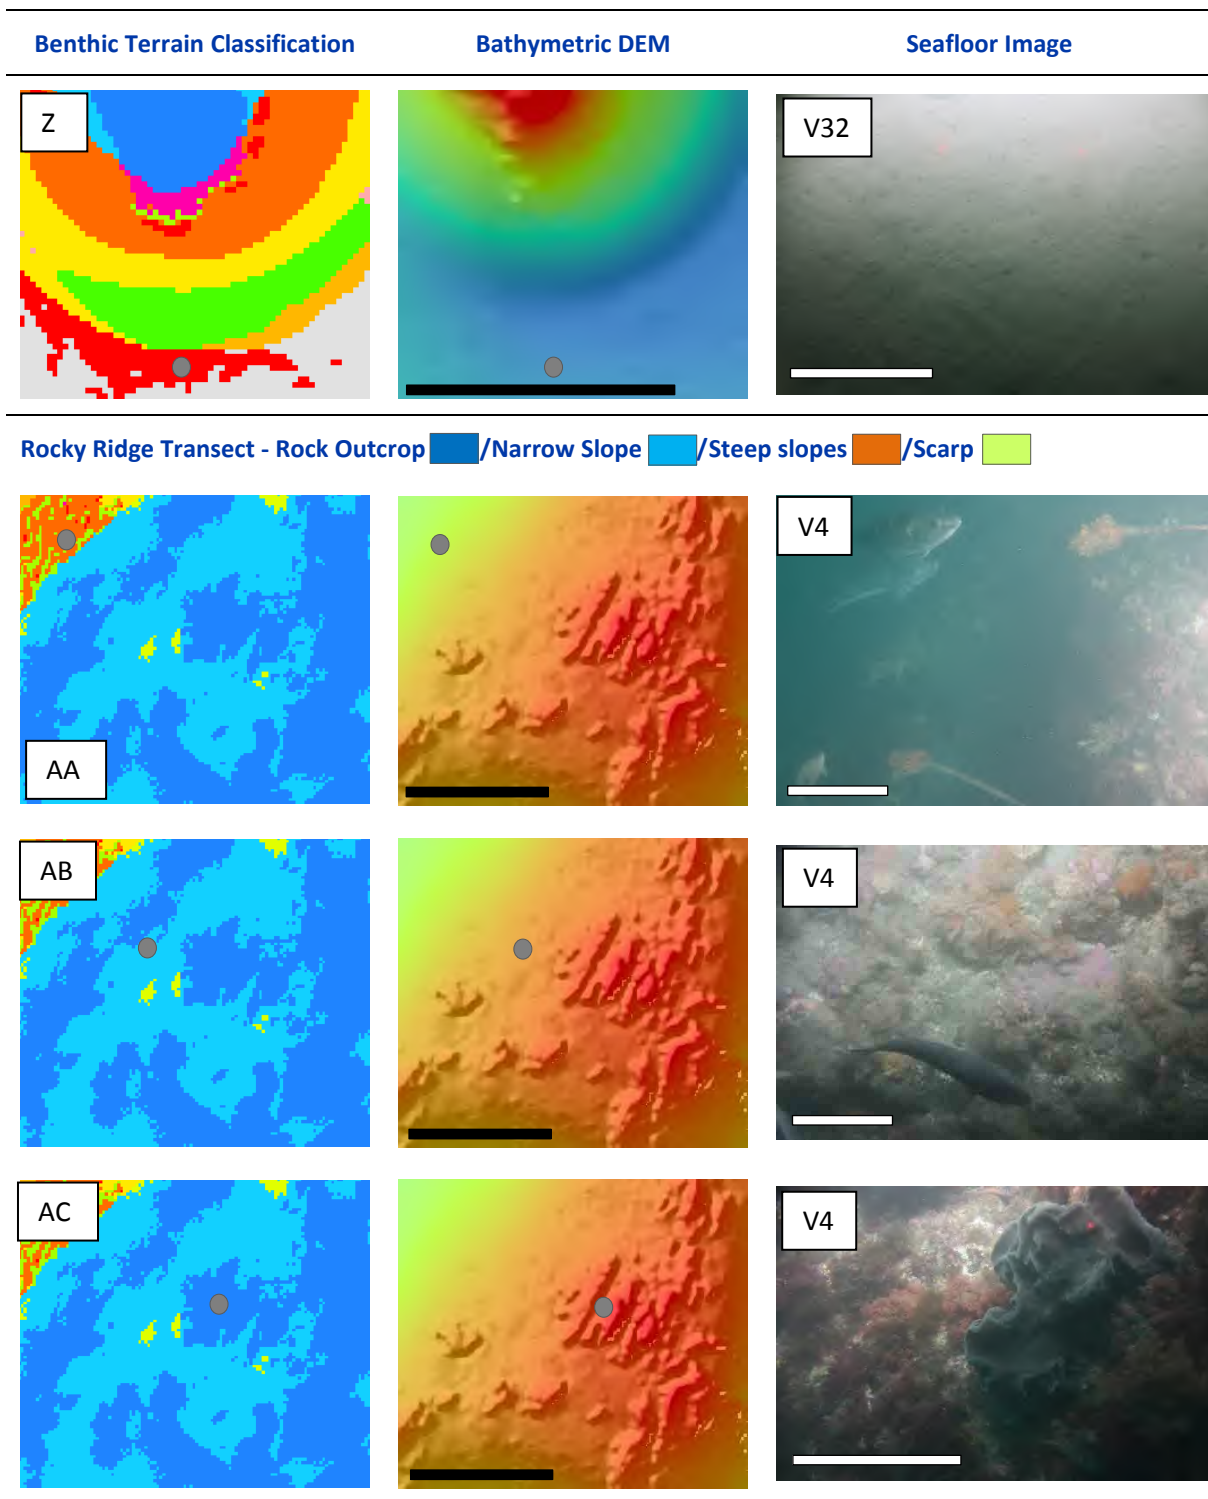 Benthic Terrain Classification Bathymetric DEM Seafloor Image
Z V32
Rocky Ridge Transect - Rock Outcrop /Narrow Slope /Steep slopes /Scarp
AA V4
AB V4
AC V4